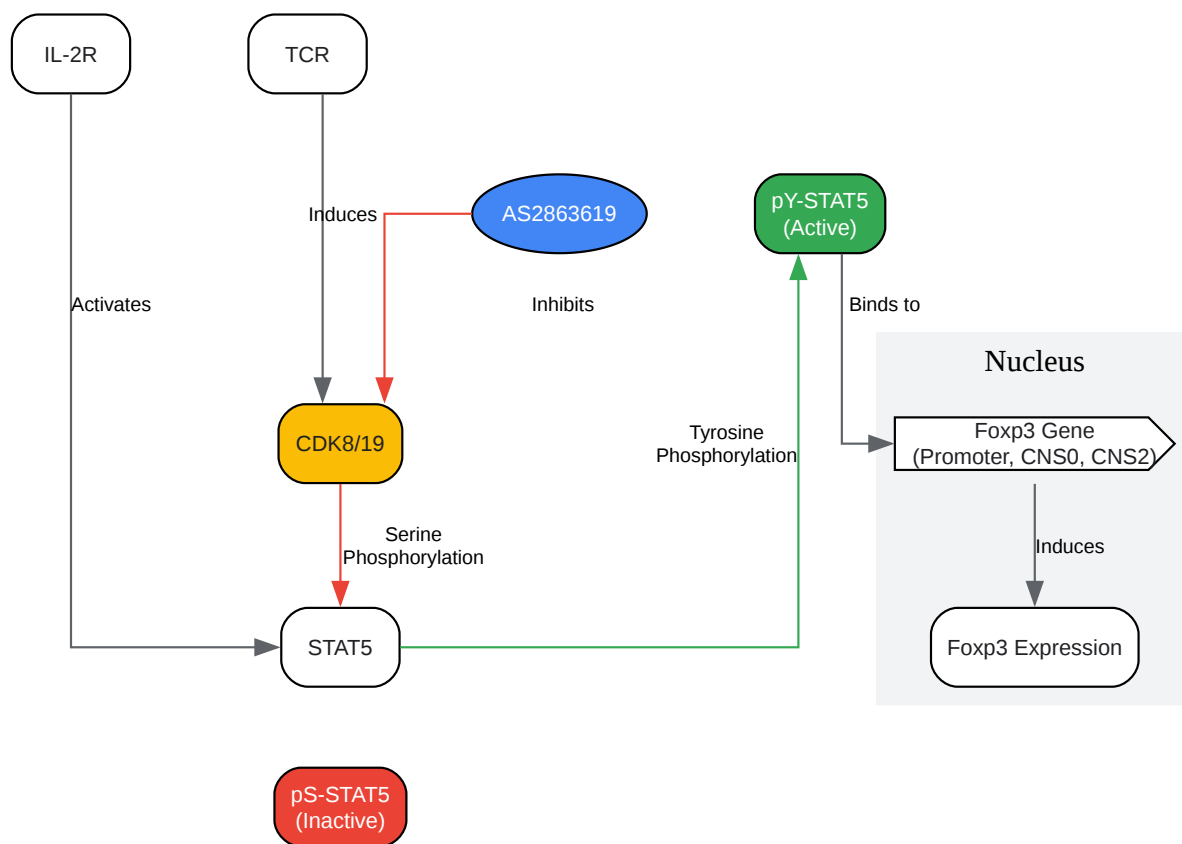 IL-2R
TCR
AS2863619
pY-STAT5
(Active)
Induces
Activates
Inhibits
Binds to
Nucleus
CDK8/19
Tyrosine
Phosphorylation
Foxp3 Gene
(Promoter, CNS0, CNS2)
Serine
Phosphorylation
Induces
STAT5
Foxp3 Expression
pS-STAT5
(Inactive)